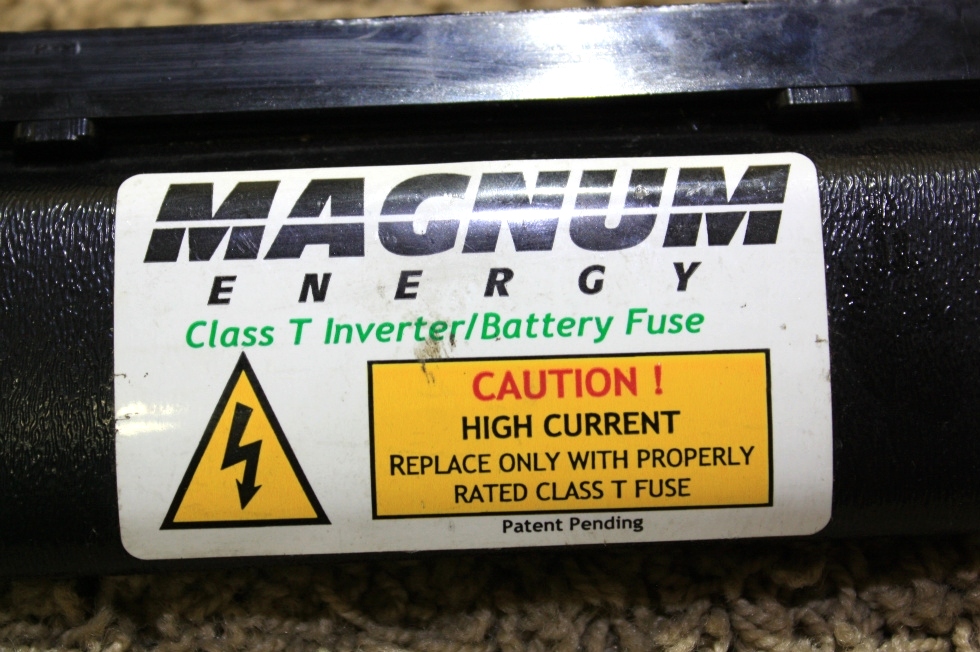 MAGNUM
ENERGY
Class T Inverter/Battery Fuse
CAUTION !
HIGH CURRENT
REPLACE ONLY WITH PROPERLY
RATED CLASS T FUSE
Patent Pending